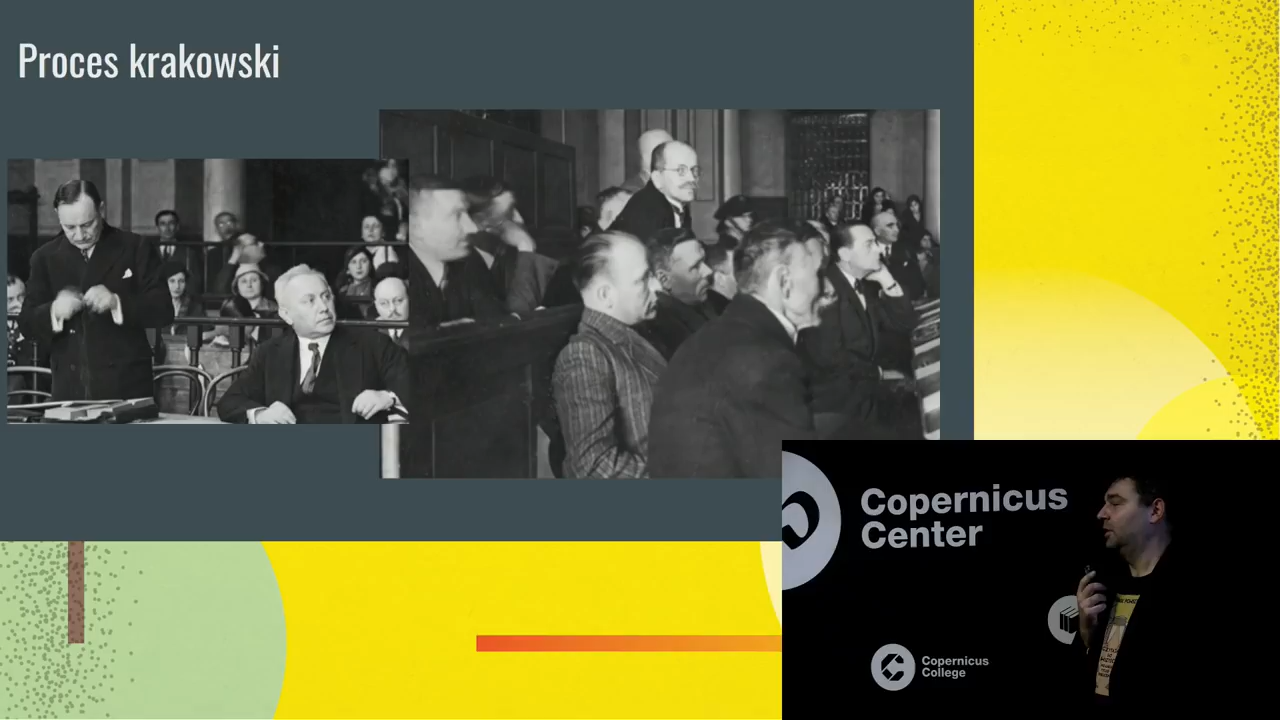 Proces krakowski
Copernicus
Center
Copernicus
College